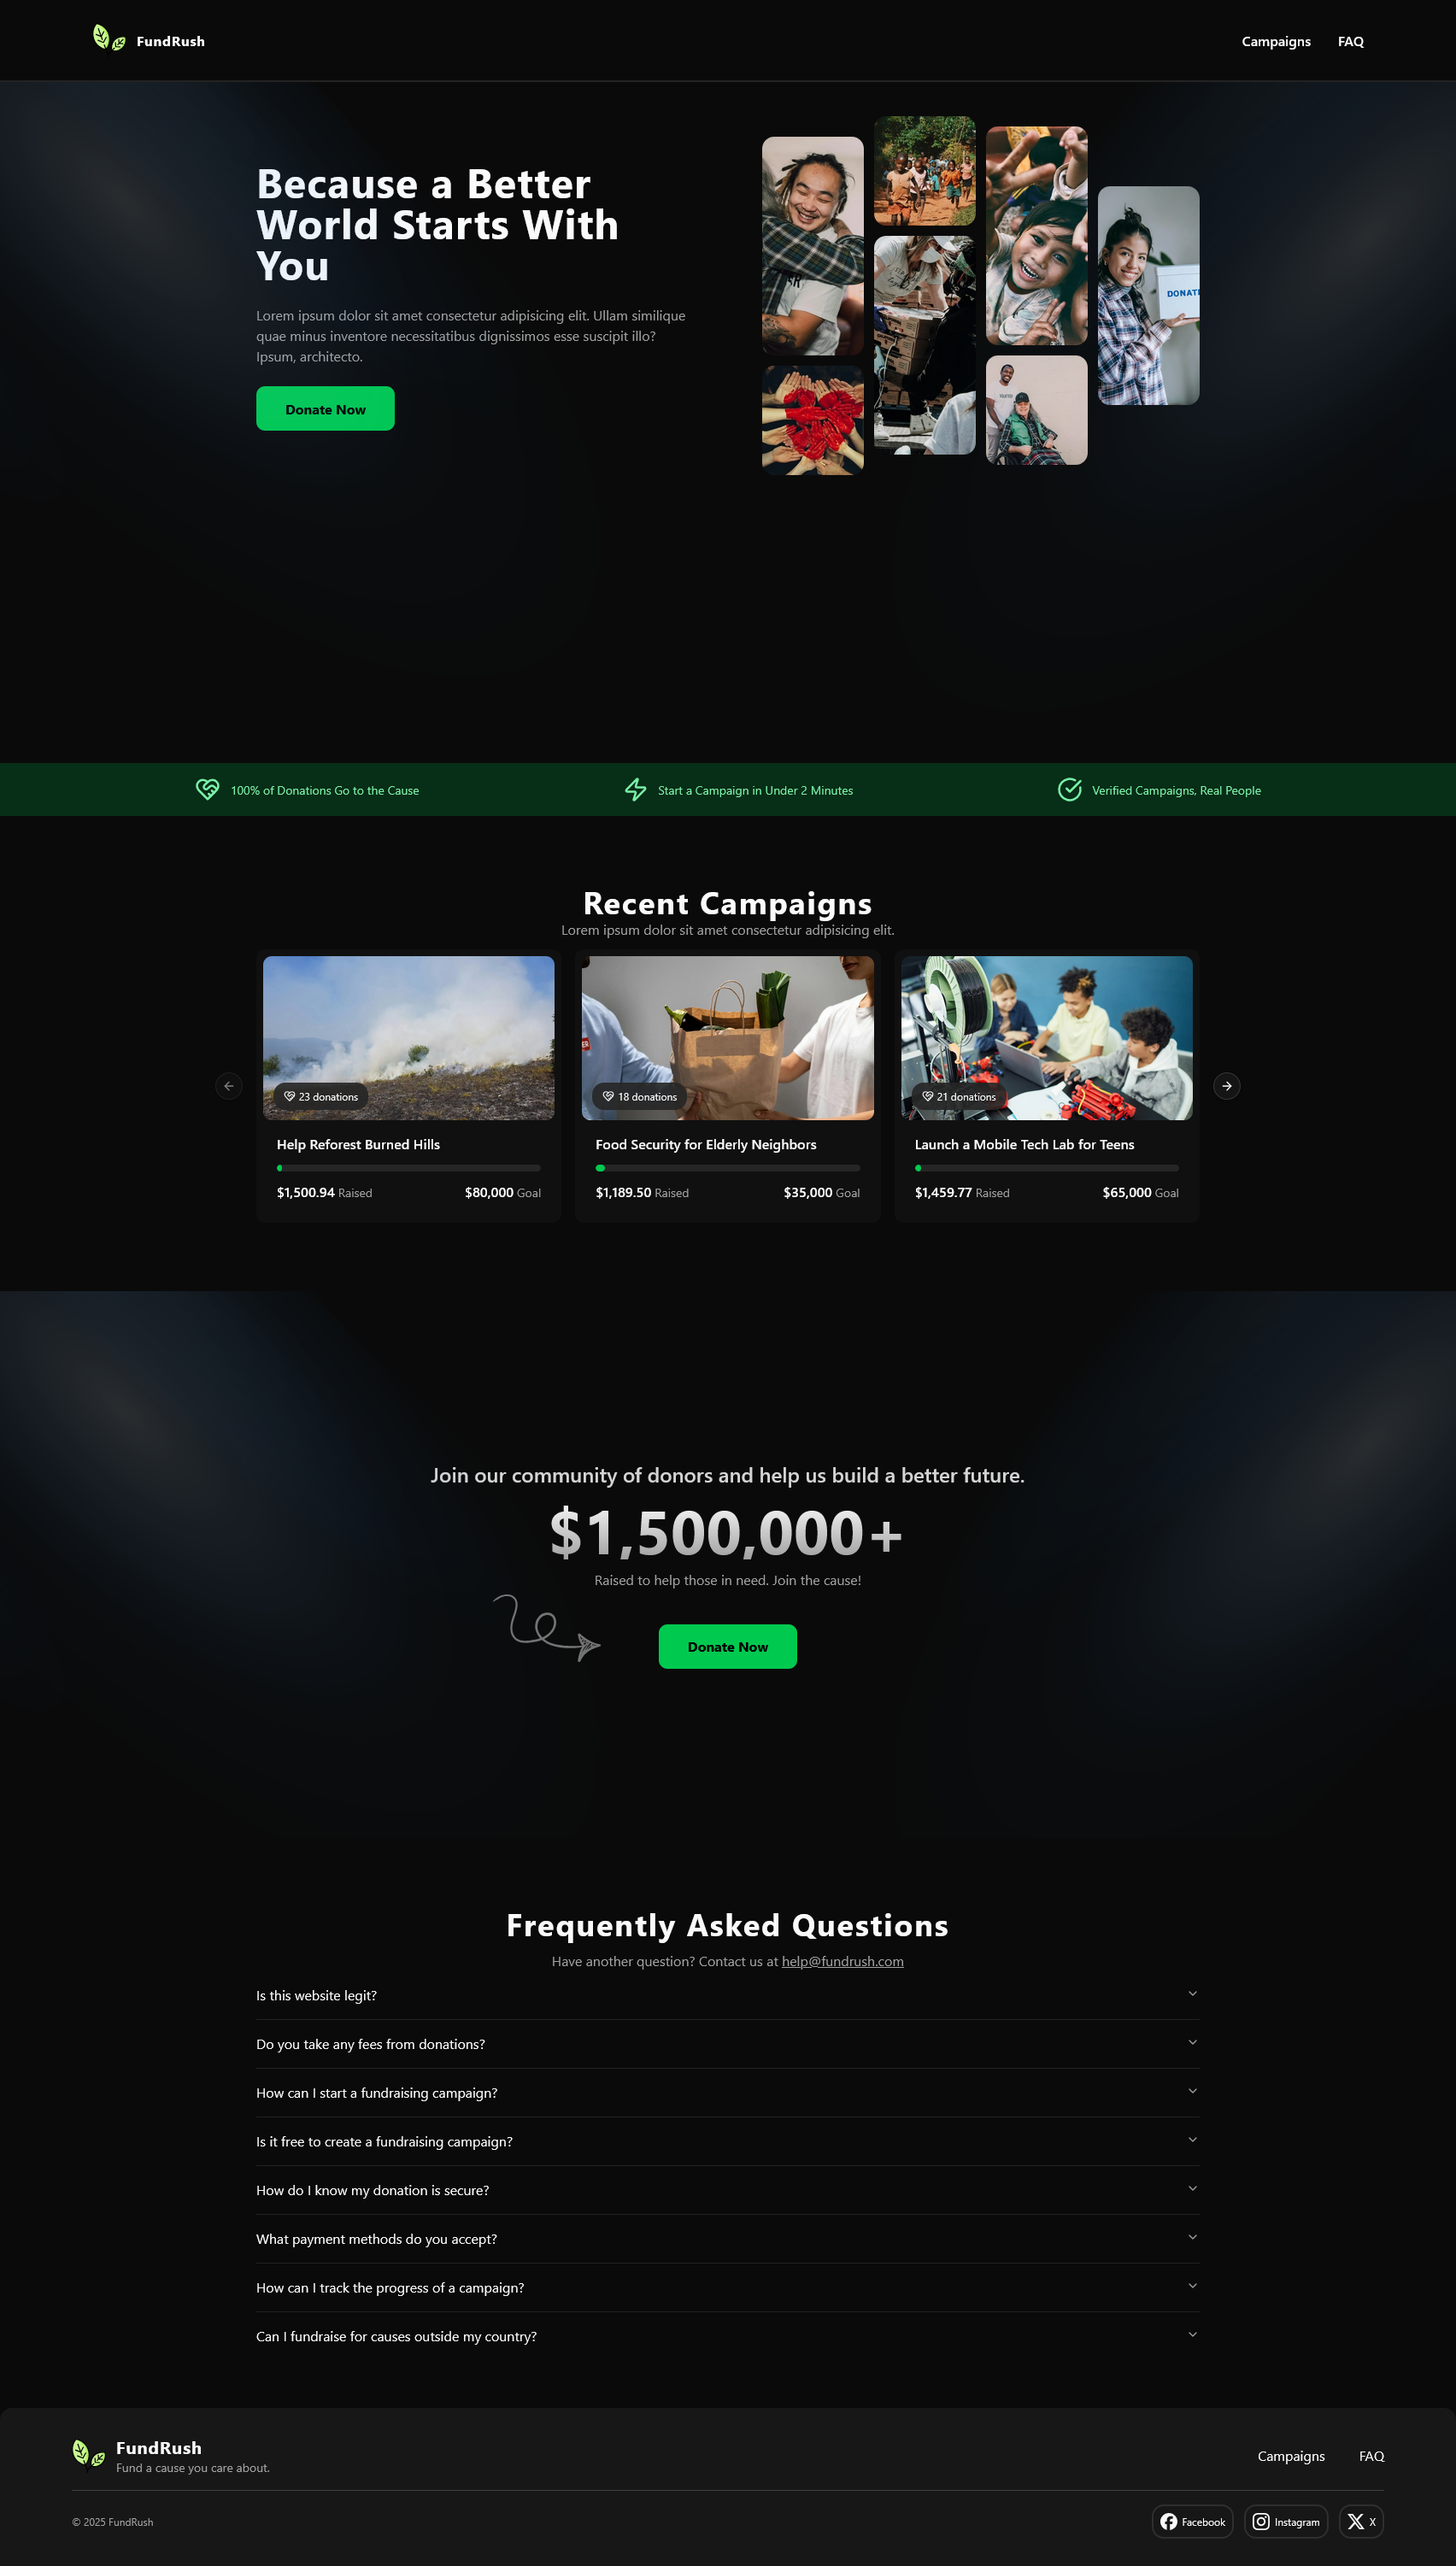 FundRush
Campaigns
FAQ
Because a Better
World Starts With
You
Lorem ipsum dolor sit amet consectetur adipisicing elit. Ullam similique
quae minus inventore necessitatibus dignissimos esse suscipit illo?
Ipsum, architecto.
Donate Now
DONATE
100% of Donations Go to the Cause
Start a Campaign in Under 2 Minutes
Verified Campaigns, Real People
Recent Campaigns
Lorem ipsum dolor sit amet consectetur adipisicing elit.
23 donations
Help Reforest Burned Hills
$1,500.94 Raised
$80,000 Goal
18 donations
Food Security for Elderly Neighbors
$1,189.50 Raised
$35,000 Goal
21 donations
Launch a Mobile Tech Lab for Teens
$1,459.77 Raised
$65,000 Goal
Join our community of donors and help us build a better future.
$1,500,000+
Raised to help those in need. Join the cause!
Donate Now
Frequently Asked Questions
Have another question? Contact us at help@fundrush.com
Is this website legit?
Do you take any fees from donations?
How can I start a fundraising campaign?
Is it free to create a fundraising campaign?
How do I know my donation is secure?
What payment methods do you accept?
How can I track the progress of a campaign?
Can I fundraise for causes outside my country?
FundRush
Fund a cause you care about.
Campaigns
FAQ
© 2025 FundRush
Facebook
Instagram
X